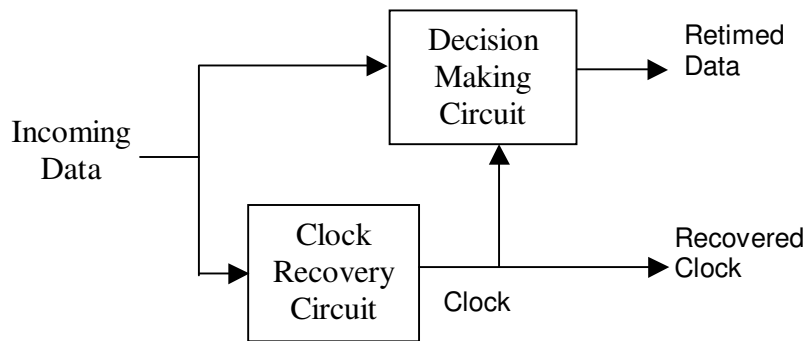 Incoming
Data
Decision
Making
Circuit
Retimed
Data
Clock
Recovery
Circuit
Clock
Recovered
Clock